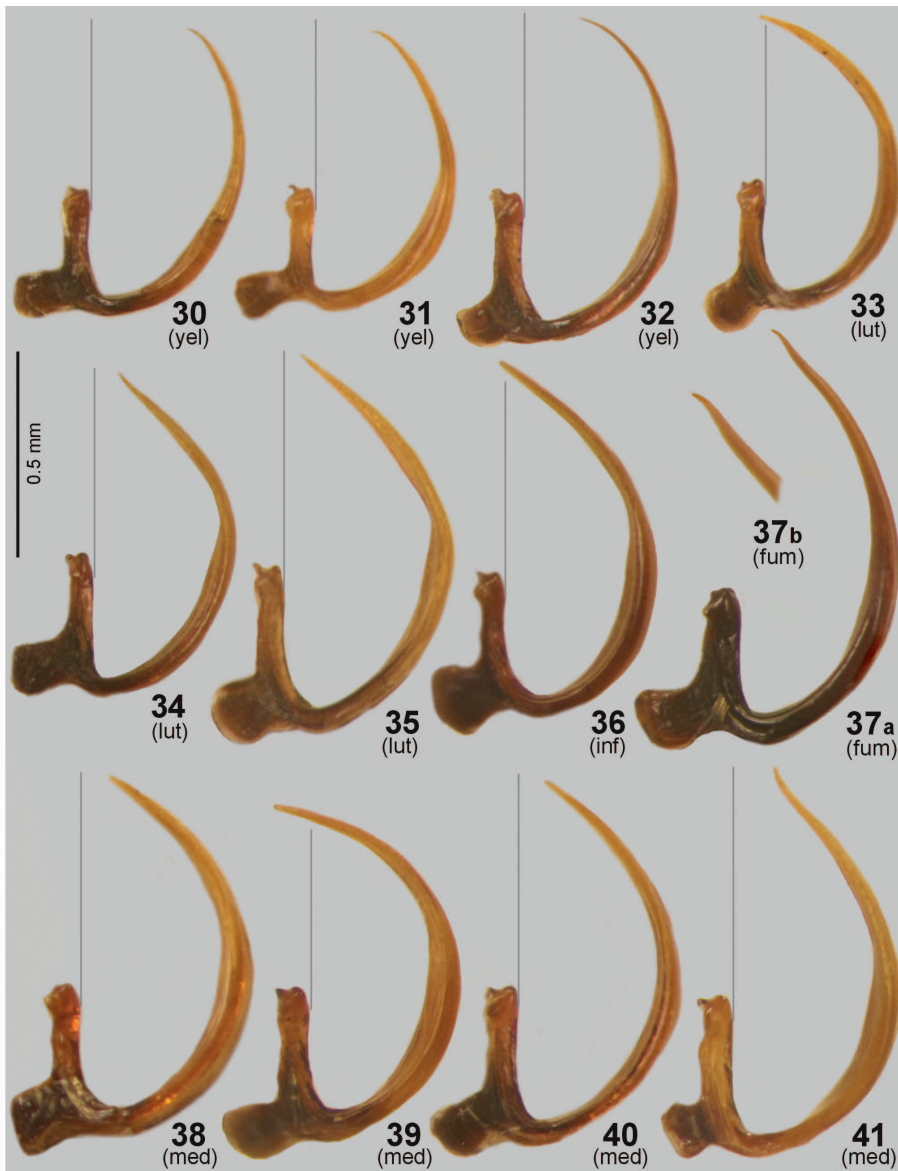 30
(yel)
31
(yel)
32
(yel)
33
(lut)
0.5 mm
34
(lut)
35
(lut)
36
(inf)
37b
(fum)
37a
(fum)
38
(med)
39
(med)
40
(med)
41
(med)